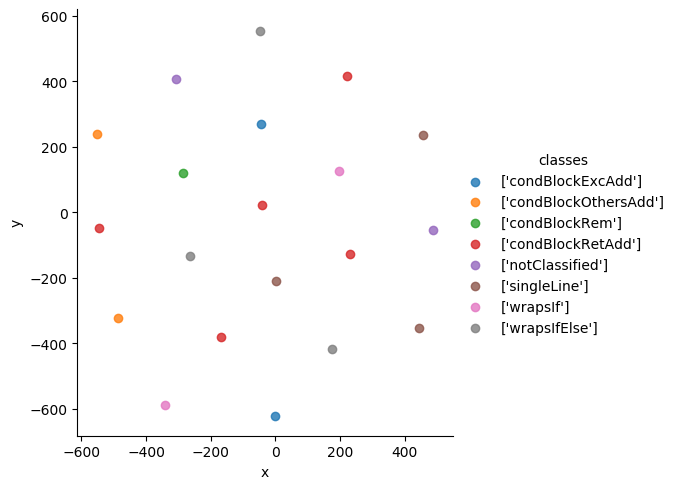 600
400
200
0
−200
−400
−600
y
−600
−400
−200
0
200
400
x
classes
['condBlockExcAdd']
['condBlockOthersAdd']
['condBlockRem']
['condBlockRetAdd']
['notClassified']
['singleLine']
['wrapsIf']
['wrapsIfElse']